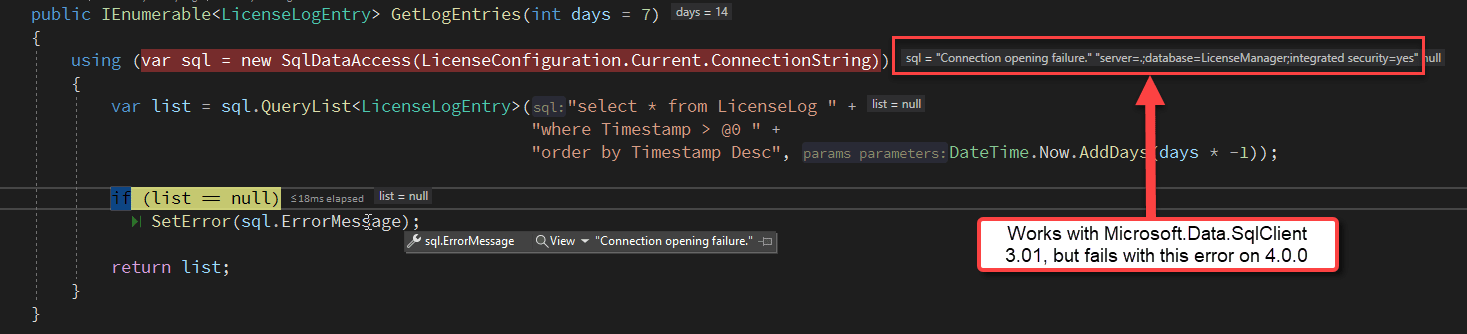 public IEnumerable<LicenseLogEntry> GetLogEntries(int days = 7) days = 14
{
using (var sql = new SqlDataAccess(LicenseConfiguration.Current.ConnectionString)) sql = "Connection opening failure." "server=.;database=LicenseManager;integrated security=yes" null
{
var list = sql.QueryList<LicenseLogEntry>(sql:"select * from LicenseLog " + list = null
"where Timestamp > @0 " +
"order by Timestamp Desc", params parameters:DateTime.Now.AddDays(days * -1));
if (list == null) ≤18ms elapsed list = null
SetError(sql.ErrorMessage);
sql.ErrorMessage View "Connection opening failure."
Works with Microsoft.Data.SqlClient
3.01, but fails with this error on 4.0.0
return list;
}
}